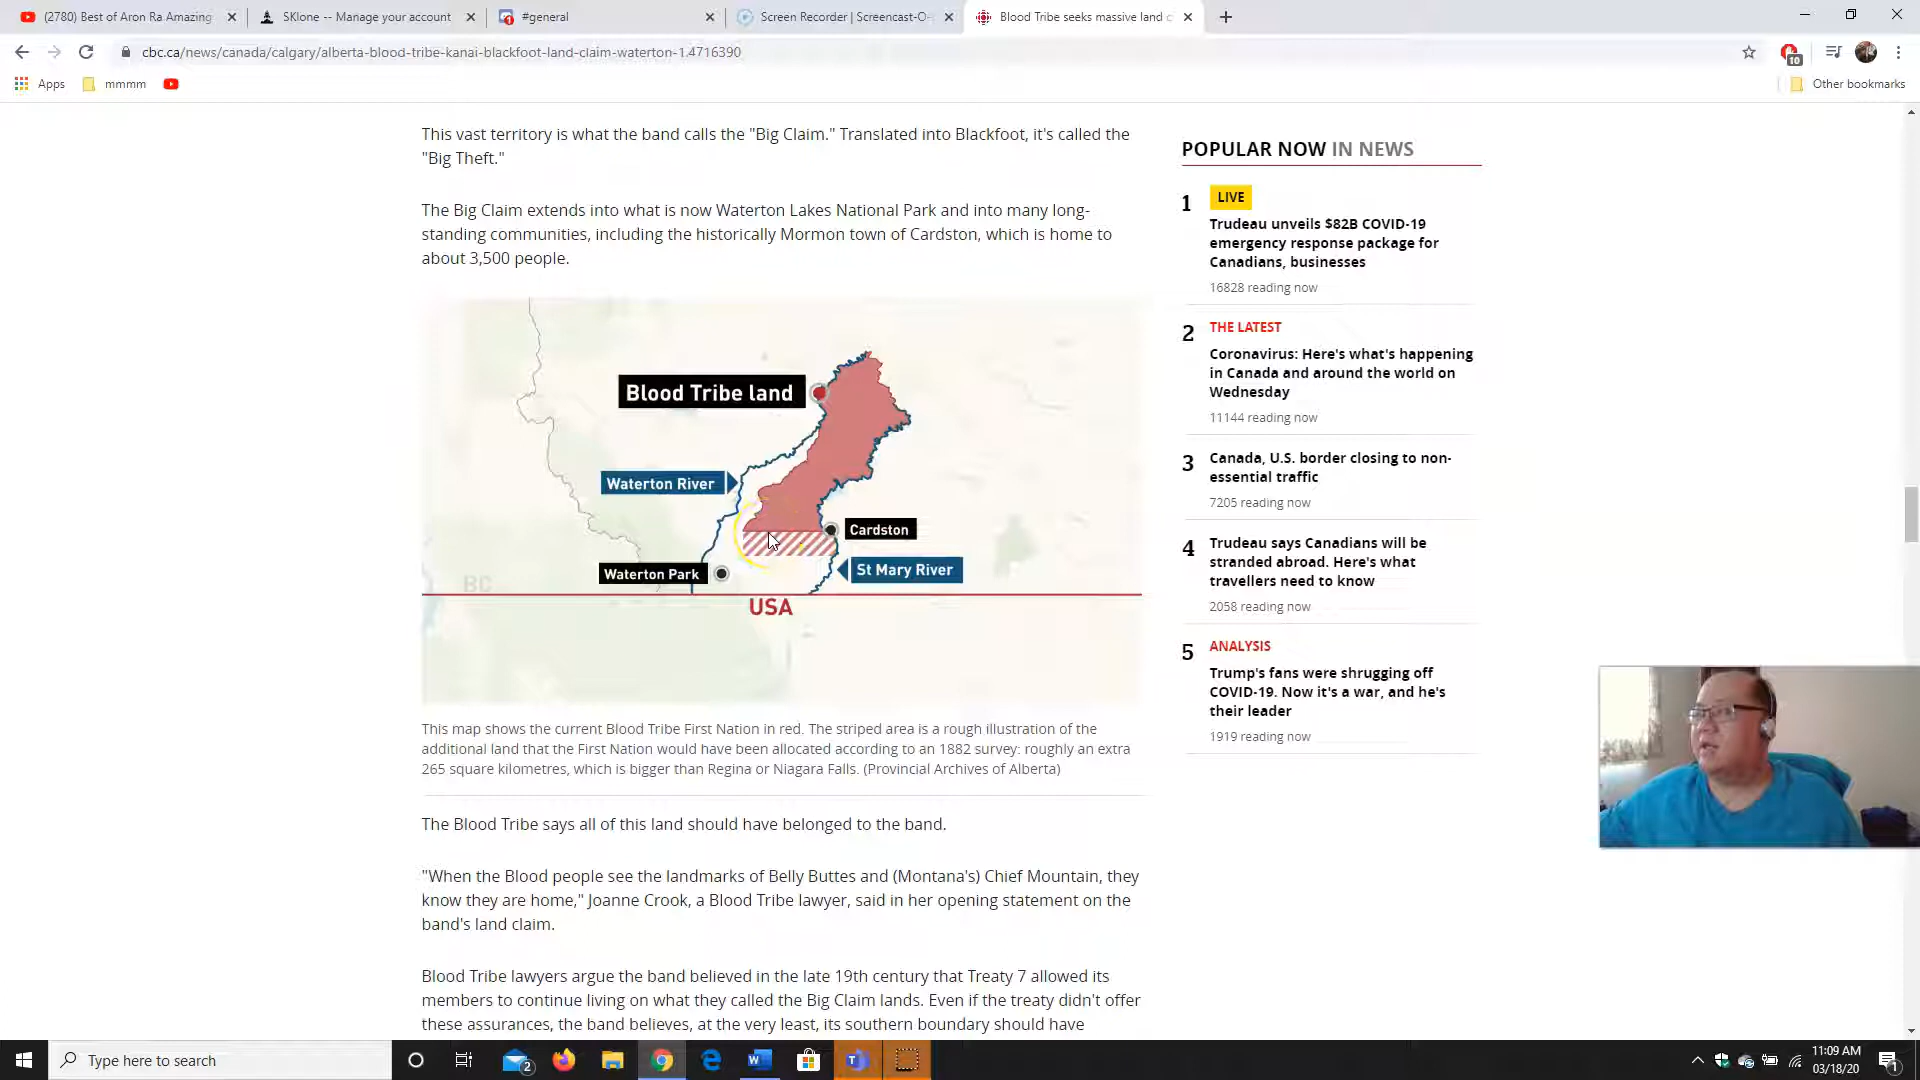 (2780) Best of Aron Ra Amazing
SKlone -- Manage your account
#general
Screen Recorder | Screencast-O-
Blood Tribe seeks massive land c
cbc.ca/news/canada/calgary/alberta-blood-tribe-kanai-blackfoot-land-claim-waterton-1.4716390
10
Apps
mmmm
Other bookmarks
This vast territory is what the band calls the "Big Claim." Translated into Blackfoot, it's called the
"Big Theft."
The Big Claim extends into what is now Waterton Lakes National Park and into many long-
standing communities, including the historically Mormon town of Cardston, which is home to
about 3,500 people.
Blood Tribe land
Waterton River
Cardston
Waterton Park
St Mary River
BC
USA
This map shows the current Blood Tribe First Nation in red. The striped area is a rough illustration of the
additional land that the First Nation would have been allocated according to an 1882 survey: roughly an extra
265 square kilometres, which is bigger than Regina or Niagara Falls. (Provincial Archives of Alberta)
The Blood Tribe says all of this land should have belonged to the band.
"When the Blood people see the landmarks of Belly Buttes and (Montana's) Chief Mountain, they
know they are home," Joanne Crook, a Blood Tribe lawyer, said in her opening statement on the
band's land claim.
Blood Tribe lawyers argue the band believed in the late 19th century that Treaty 7 allowed its
members to continue living on what they called the Big Claim lands. Even if the treaty didn't offer
these assurances, the band believes, at the very least, its southern boundary should have
POPULAR NOW IN NEWS
1
LIVE
Trudeau unveils $82B COVID-19
emergency response package for
Canadians, businesses
16828 reading now
2
THE LATEST
Coronavirus: Here's what's happening
in Canada and around the world on
Wednesday
11144 reading now
3
Canada, U.S. border closing to non-
essential traffic
7205 reading now
4
Trudeau says Canadians will be
stranded abroad. Here's what
travellers need to know
2058 reading now
5
ANALYSIS
Trump's fans were shrugging off
COVID-19. Now it's a war, and he's
their leader
1919 reading now
Type here to search
2
11:09 AM
03/18/20
1